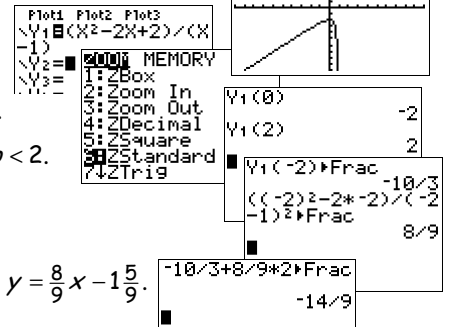 Plot1 Plot2 Plot3
\Y1=(X²-2X+2)/(X
-1)
\Y2=
\Y3=
ZOOM MEMORY
1:ZBox
2:Zoom In
3:Zoom Out
4:ZDecimal
5:ZSquare
6:ZStandard
7↓ZTrig
< 2.
Y1(0)
-2
Y1(2)
2
Y1(-2)▶Frac
-10/3
((-2)²-2*-2)/(-2
-1)²▶Frac
8/9
y = 8/9 x – 1 5/9.
-10/3+8/9*2▶Frac
-14/9